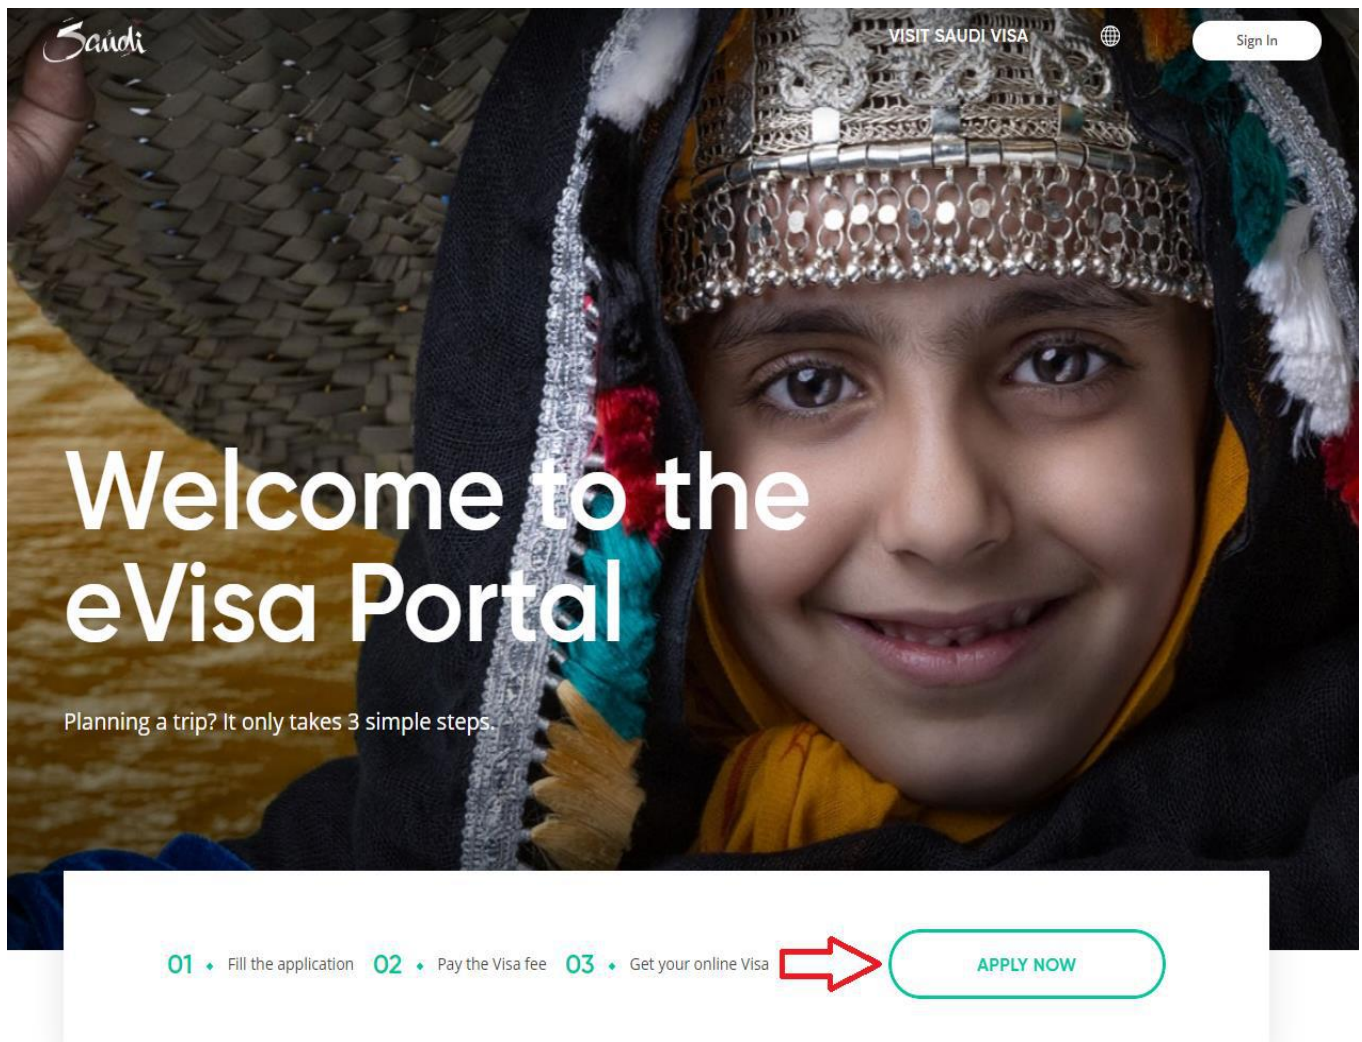 Saudi
VISIT SAUDI VISA
Sign In
Welcome to the
eVisa Portal
Planning a trip? It only takes 3 simple steps.
01 • Fill the application 02 • Pay the Visa fee 03 • Get your online Visa
APPLY NOW